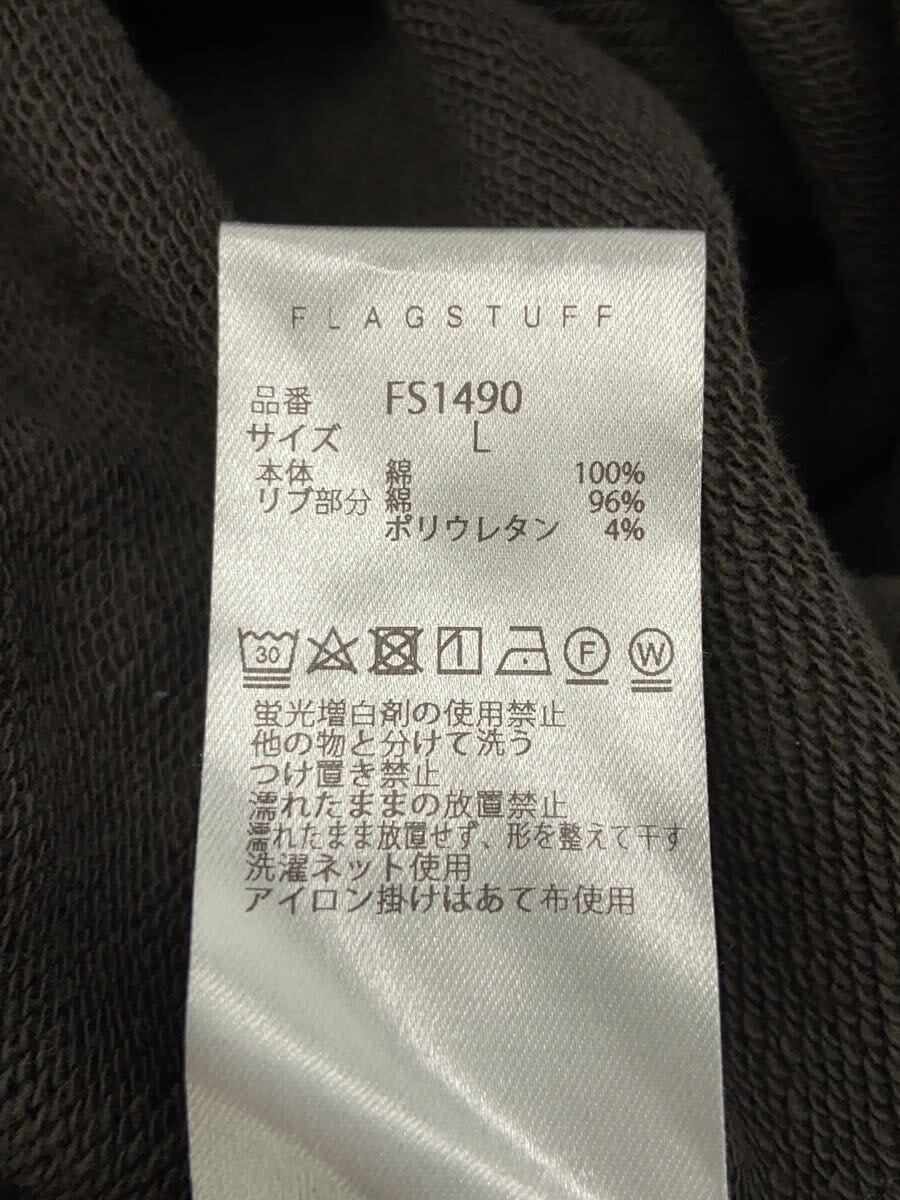 FLAGSTUFF
品番 FS1490
サイズ L
本体 綿 100%
リブ部分 綿 96%
ポリウレタン 4%
30 F W
蛍光増白剤の使用禁止
他の物と分けて洗う
つけ置き禁止
濡れたままの放置禁止
濡れたまま放置せず、形を整えて干す
洗濯ネット使用
アイロン掛けはあて布使用